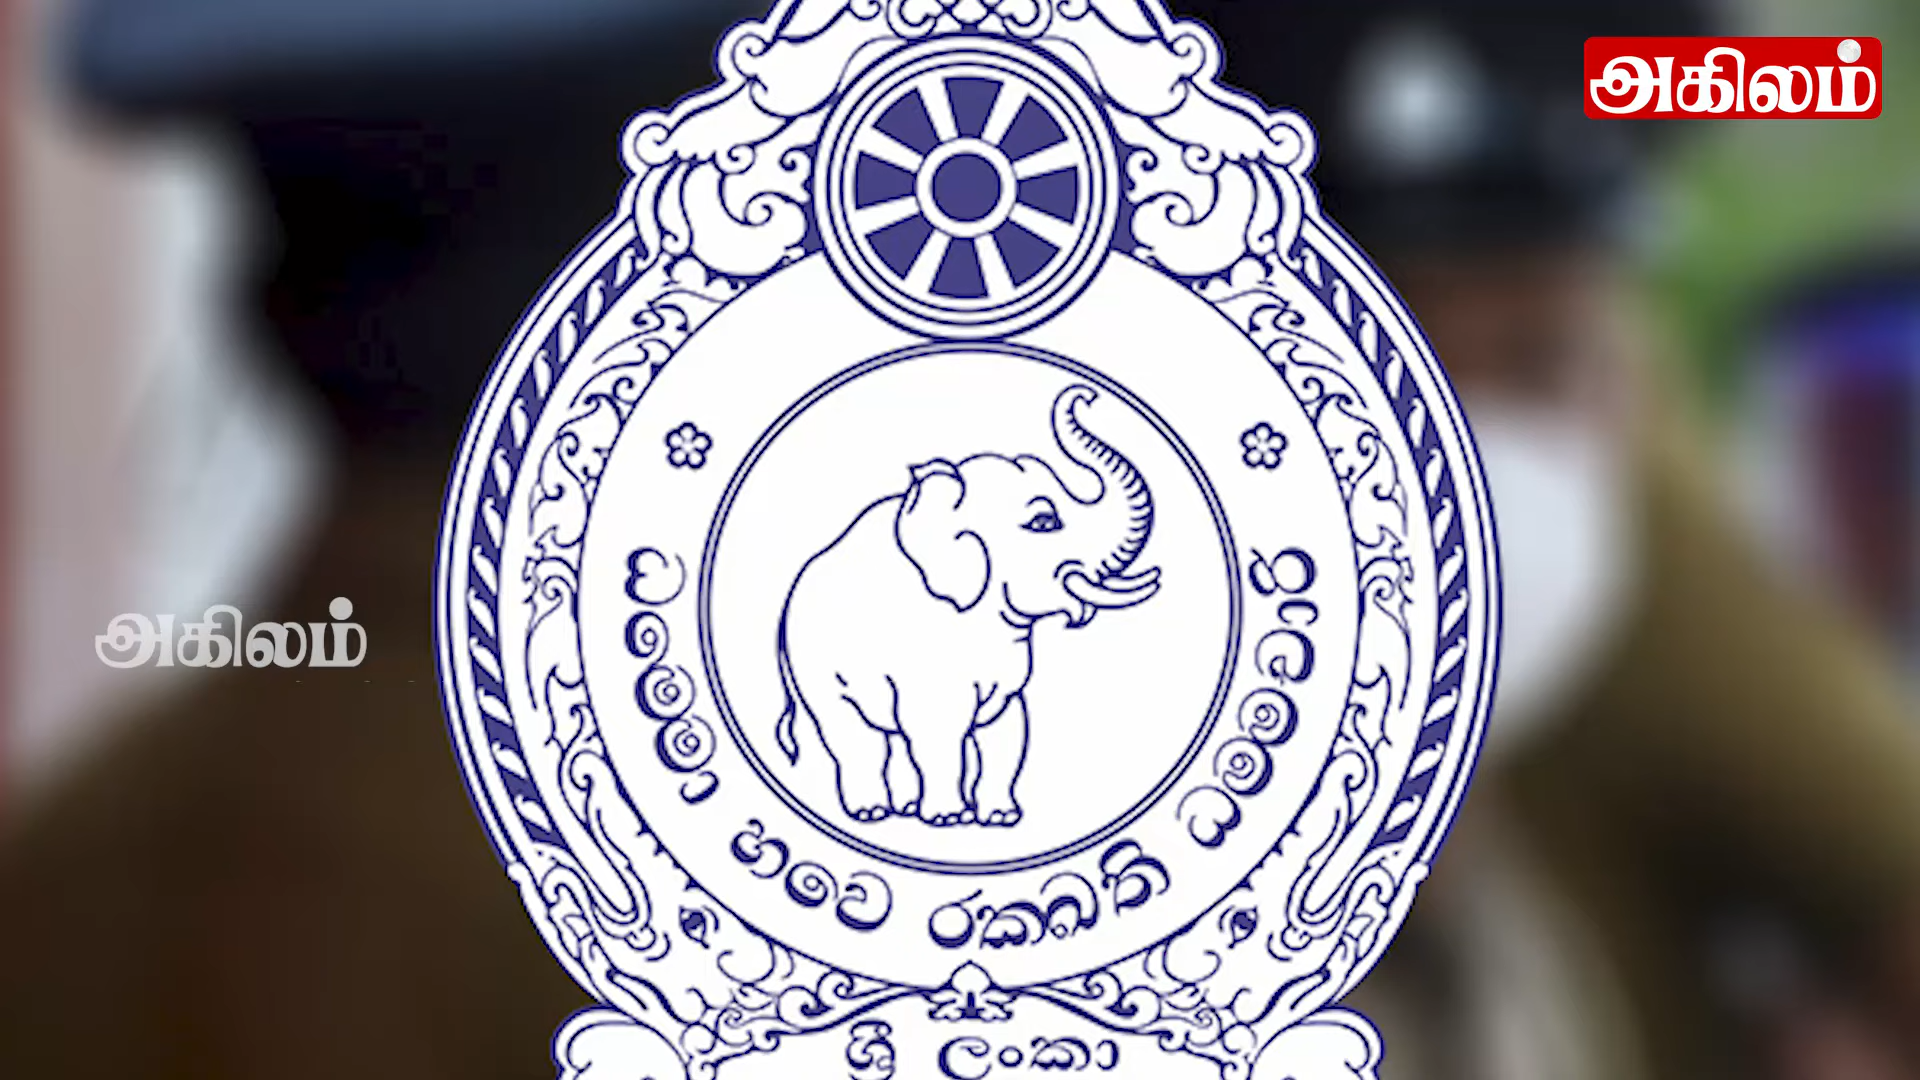 அகிலம்
அகிலம்
ධම්මෝ හවේ රක්ඛති ධම්මචාරී
ශ්‍රී ලංකා